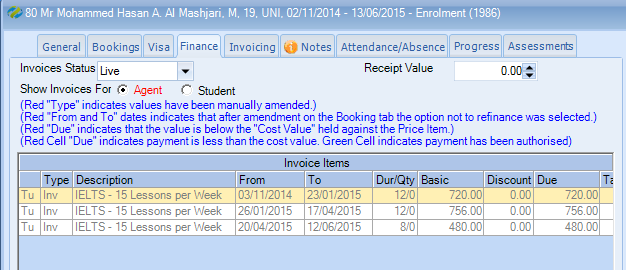 80 Mr Mohammed Hasan A. Al Mashjari, M, 19, UNI, 02/11/2014 - 13/06/2015 - Enrolment (1986)
General Bookings Visa Finance Invoicing Notes Attendance/Absence Progress Assessments
Invoices Status Live Receipt Value 0.00
Show Invoices For Agent Student
(Red "Type" indicates values have been manually amended.)
(Red "From and To" dates indicates that after amendment on the Booking tab the option not to refinance was selected.)
(Red "Due" indicates that the value is below the "Cost Value" held against the Price Item.)
(Red Cell "Due" indicates payment is less than the cost value. Green Cell indicates payment has been authorised)
Invoice Items
Type Description From To Dur/Qty Basic Discount Due Ta
Tu Inv IELTS - 15 Lessons per Week 03/11/2014 23/01/2015 12/0 720.00 0.00 720.00
Tu Inv IELTS - 15 Lessons per Week 26/01/2015 17/04/2015 12/0 756.00 0.00 756.00
Tu Inv IELTS - 15 Lessons per Week 20/04/2015 12/06/2015 8/0 480.00 0.00 480.00